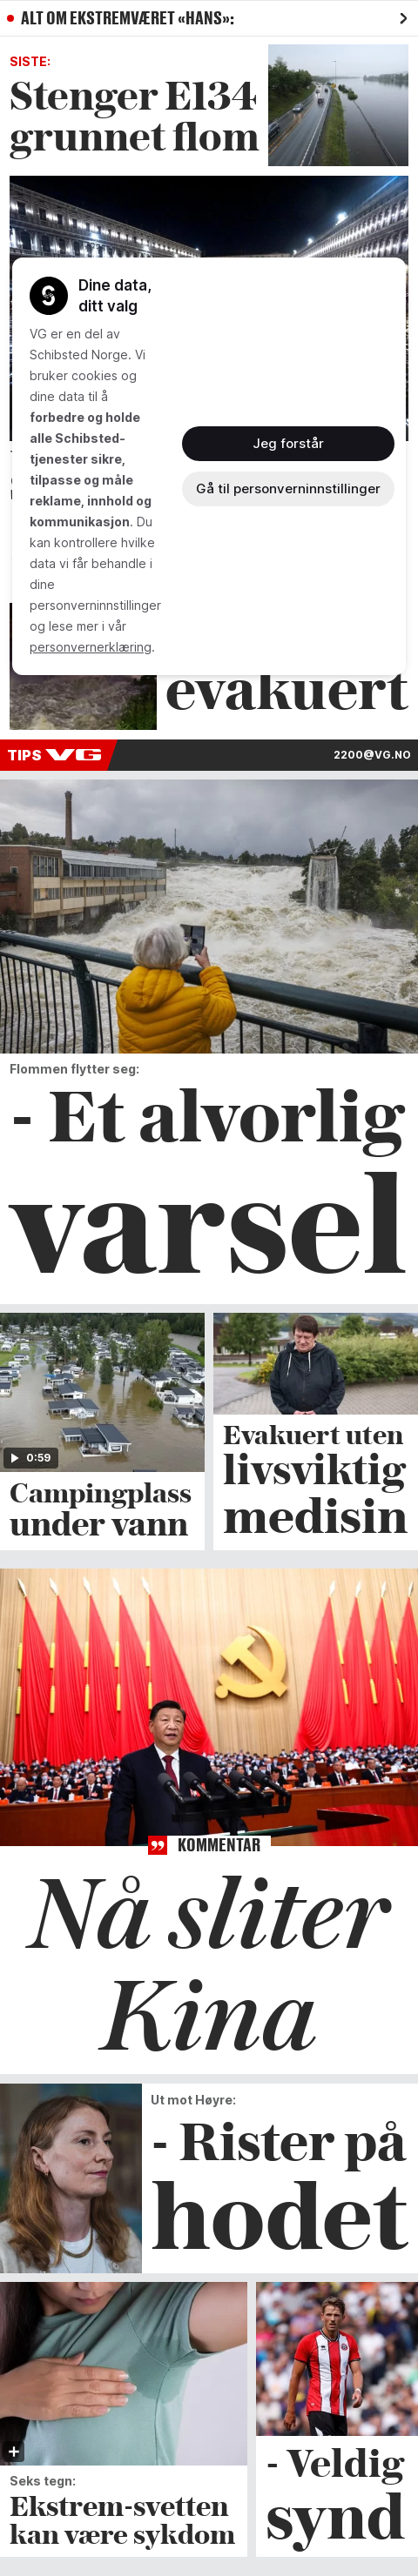 ALT OM EKSTREMVÆRET «HANS»:
SISTE:
Stenger E134
grunnet flom
Dine data,
ditt valg
VG er en del av
Schibsted Norge. Vi
bruker cookies og
dine data til å
forbedre og holde
alle Schibsted-
tjenester sikre,
tilpasse og måle
reklame, innhold og
kommunikasjon. Du
kan kontrollere hvilke
data vi får behandle i
dine
personverninnstillinger
og lese mer i vår
personvernerklæring.
Jeg forstår
Gå til personverninnstillinger
evakuert
TIPS VG
2200@VG.NO
Flommen flytter seg:
- Et alvorlig
varsel
0:59
Campingplass
under vann
Evakuert uten
livsviktig
medisin
KOMMENTAR
Nå sliter
Kina
Ut mot Høyre:
- Rister på
hodet
Seks tegn:
Ekstrem-svetten
kan være sykdom
- Veldig
synd